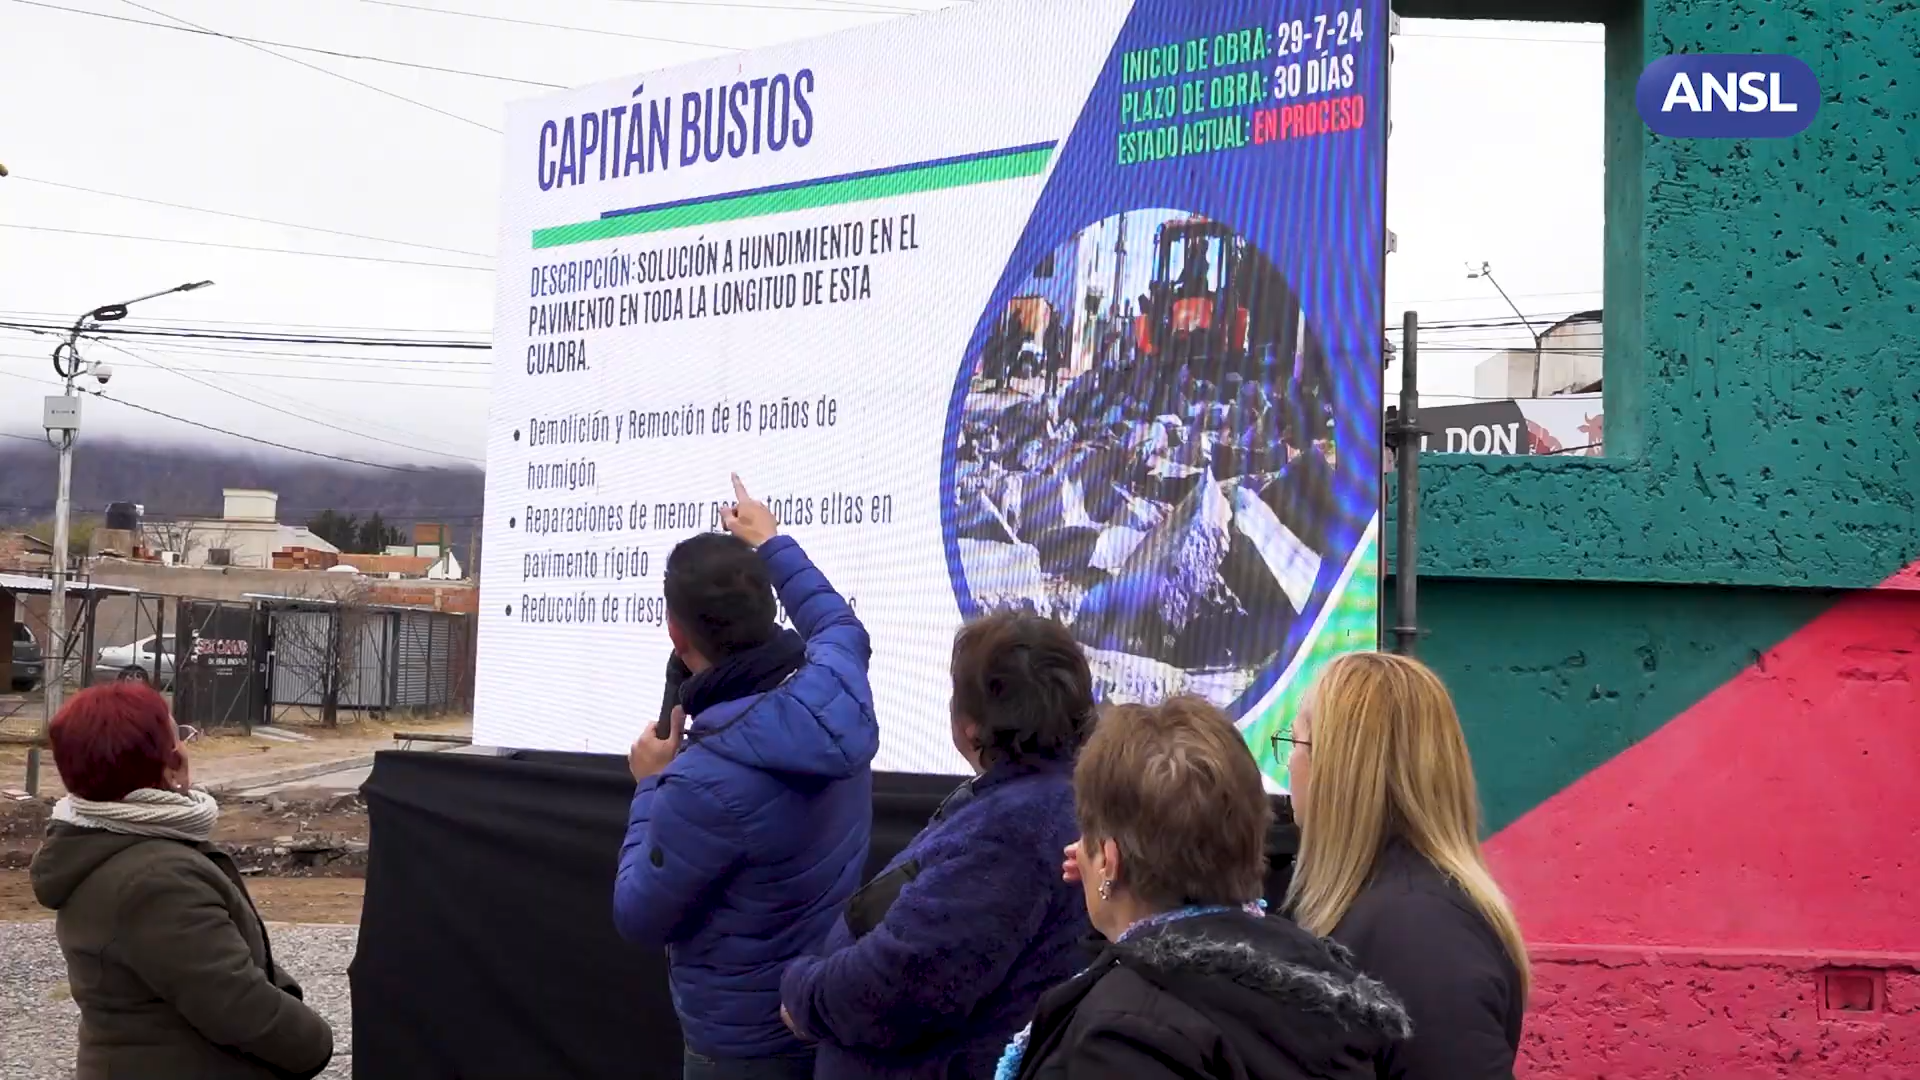 ANSL
INICIO DE OBRA: 29-7-24
PLAZO DE OBRA: 30 DÍAS
ESTADO ACTUAL: EN PROCESO
CAPITÁN BUSTOS
DESCRIPCIÓN: SOLUCIÓN A HUNDIMIENTO EN EL
PAVIMENTO EN TODA LA LONGITUD DE ESTA
CUADRA.
• Demolición y Remoción de 16 paños de
hormigón
• Reparaciones de menor todas ellas en
pavimento rígido
• Reducción de
DON